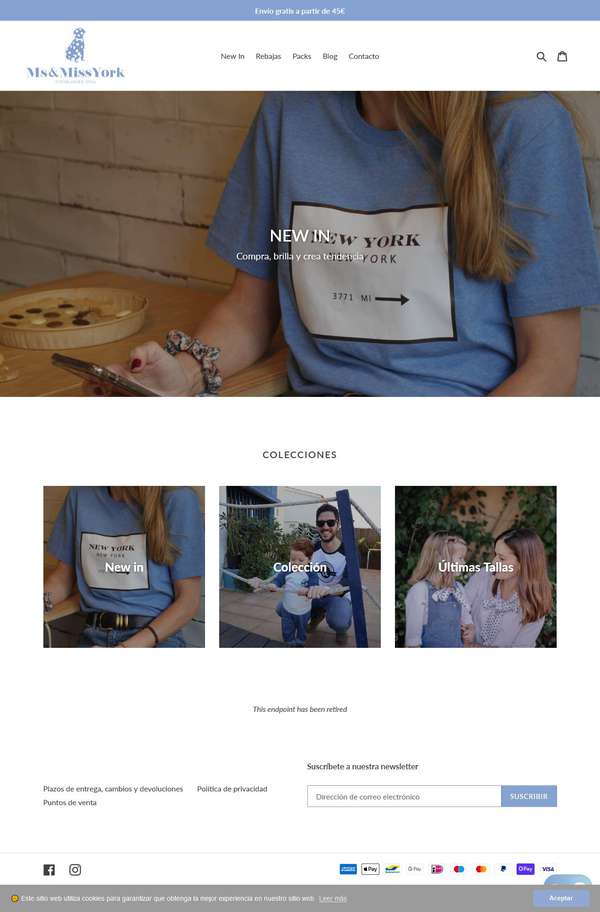 Envío gratis a partir de 45€
Ms&MissYork
New In
Rebajas
Packs
Blog
Contacto
NEW YORK
YORK
3771 MI
NEW IN
Compra, brilla y crea tendencia
COLECCIONES
NEW YORK
NEW YORK
New in
Colección
Últimas Tallas
This endpoint has been retired
Suscríbete a nuestra newsletter
Plazos de entrega, cambios y devoluciones
Política de privacidad
Puntos de venta
Dirección de correo electrónico
SUSCRIBIR
Pay
G Pay
Pay
VISA
Este sitio web utiliza cookies para garantizar que obtenga la mejor experiencia en nuestro sitio web
Leer más
Aceptar